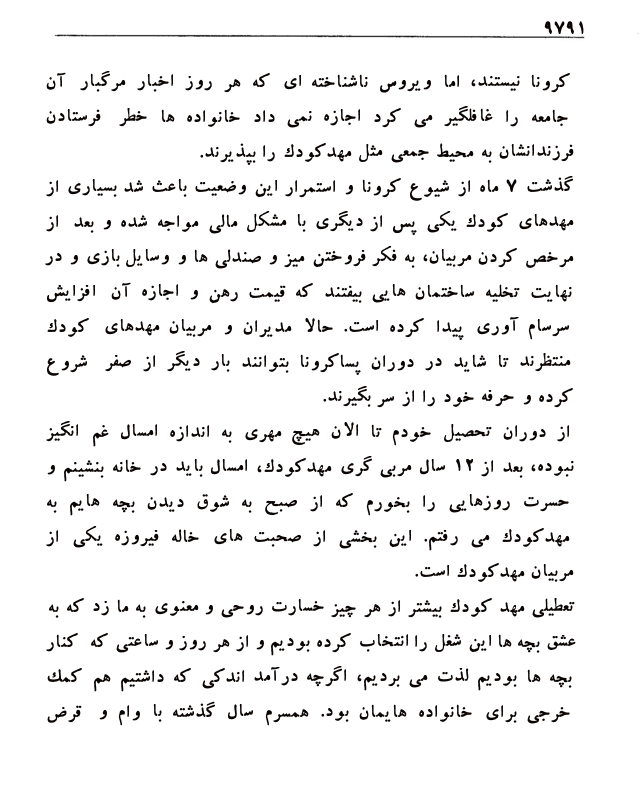 ۹۷۹۱
کرونا نیستند، اما ویروس ناشناخته ای که هر روز اخبار مرگبار آن
جامعه را غافلگیر می کرد اجازه نمی داد خانواده ها خطر فرستادن
فرزندانشان به محیط جمعی مثل مهدکودك را بپذیرند.
گذشت ۷ ماه از شیوع کرونا و استمرار این وضعیت باعث شد بسیاری از
مهدهای کودك یکی پس از دیگری با مشکل مالی مواجه شده و بعد از
مرخص کردن مربیان، به فکر فروختن میز و صندلی ها و وسایل بازی و در
نهایت تخلیه ساختمان هایی بیفتند که قیمت رهن و اجازه آن افزایش
سرسام آوری پیدا کرده است. حالا مدیران و مربیان مهدهای کودك
منتظرند تا شاید در دوران پساکرونا بتوانند بار دیگر از صفر شروع
کرده و حرفه خود را از سر بگیرند.
از دوران تحصیل خودم تا الان هیچ مهری به اندازه امسال غم انگیز
نبوده، بعد از ۱۲ سال مربی گری مهدکودك، امسال باید در خانه بنشینم و
حسرت روزهایی را بخورم که از صبح به شوق دیدن بچه هایم به
مهدکودك می رفتم. این بخشی از صحبت های خاله فیروزه یکی از
مربیان مهدکودك است.
تعطیلی مهد کودك بیشتر از هر چیز خسارت روحی و معنوی به ما زد که به
عشق بچه ها این شغل را انتخاب کرده بودیم و از هر روز و ساعتی که کنار
بچه ها بودیم لذت می بردیم، اگرچه درآمد اندکی که داشتیم هم کمك
خرجی برای خانواده هایمان بود. همسرم سال گذشته با وام و قرض